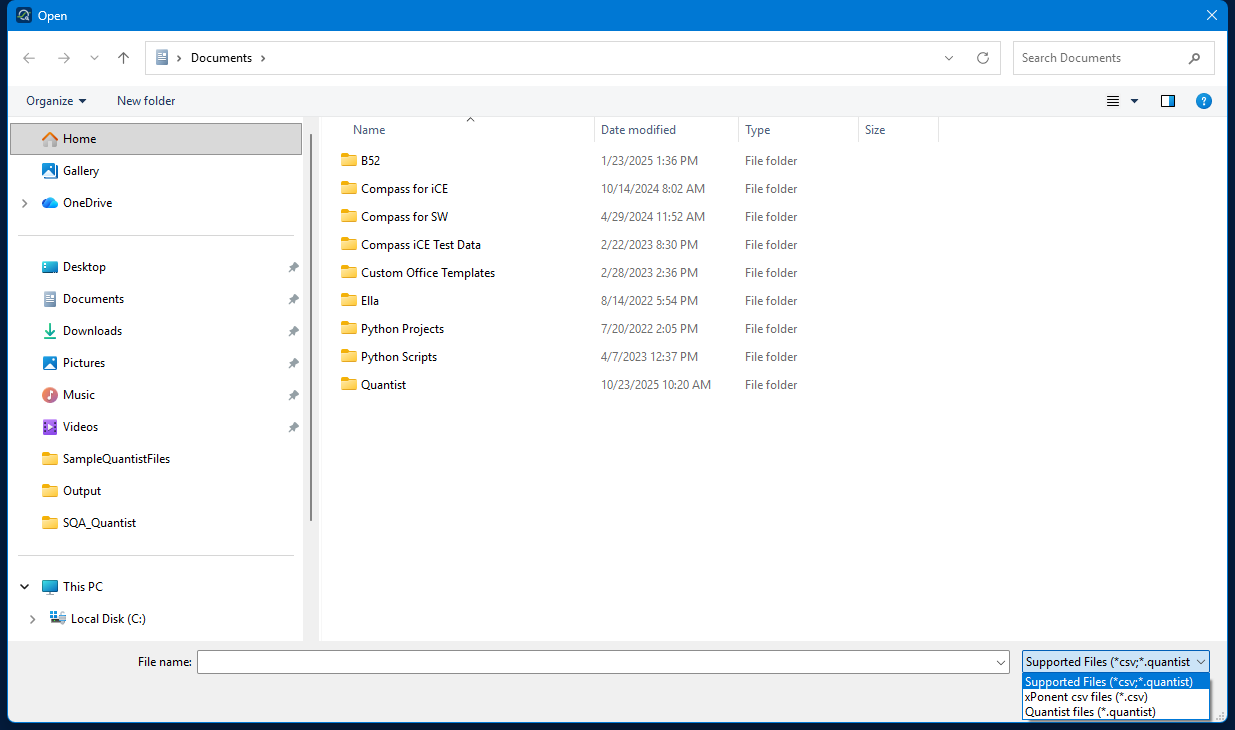 Open
Documents
Search Documents
Organize
New folder
Home
Gallery
OneDrive
Desktop
Documents
Downloads
Pictures
Music
Videos
SampleQuantistFiles
Output
SQA_Quantist
This PC
Local Disk (C:)
Name Date modified Type Size
B52 1/23/2025 1:36 PM File folder
Compass for iCE 10/14/2024 8:02 AM File folder
Compass for SW 4/29/2024 11:52 AM File folder
Compass iCE Test Data 2/22/2023 8:30 PM File folder
Custom Office Templates 2/28/2023 2:36 PM File folder
Ella 8/14/2022 5:54 PM File folder
Python Projects 7/20/2022 2:05 PM File folder
Python Scripts 4/7/2023 12:37 PM File folder
Quantist 10/23/2025 10:20 AM File folder
File name:
Supported Files (*csv;*.quantist
Supported Files (*csv;*.quantist)
xPonent csv files (*.csv)
Quantist files (*.quantist)